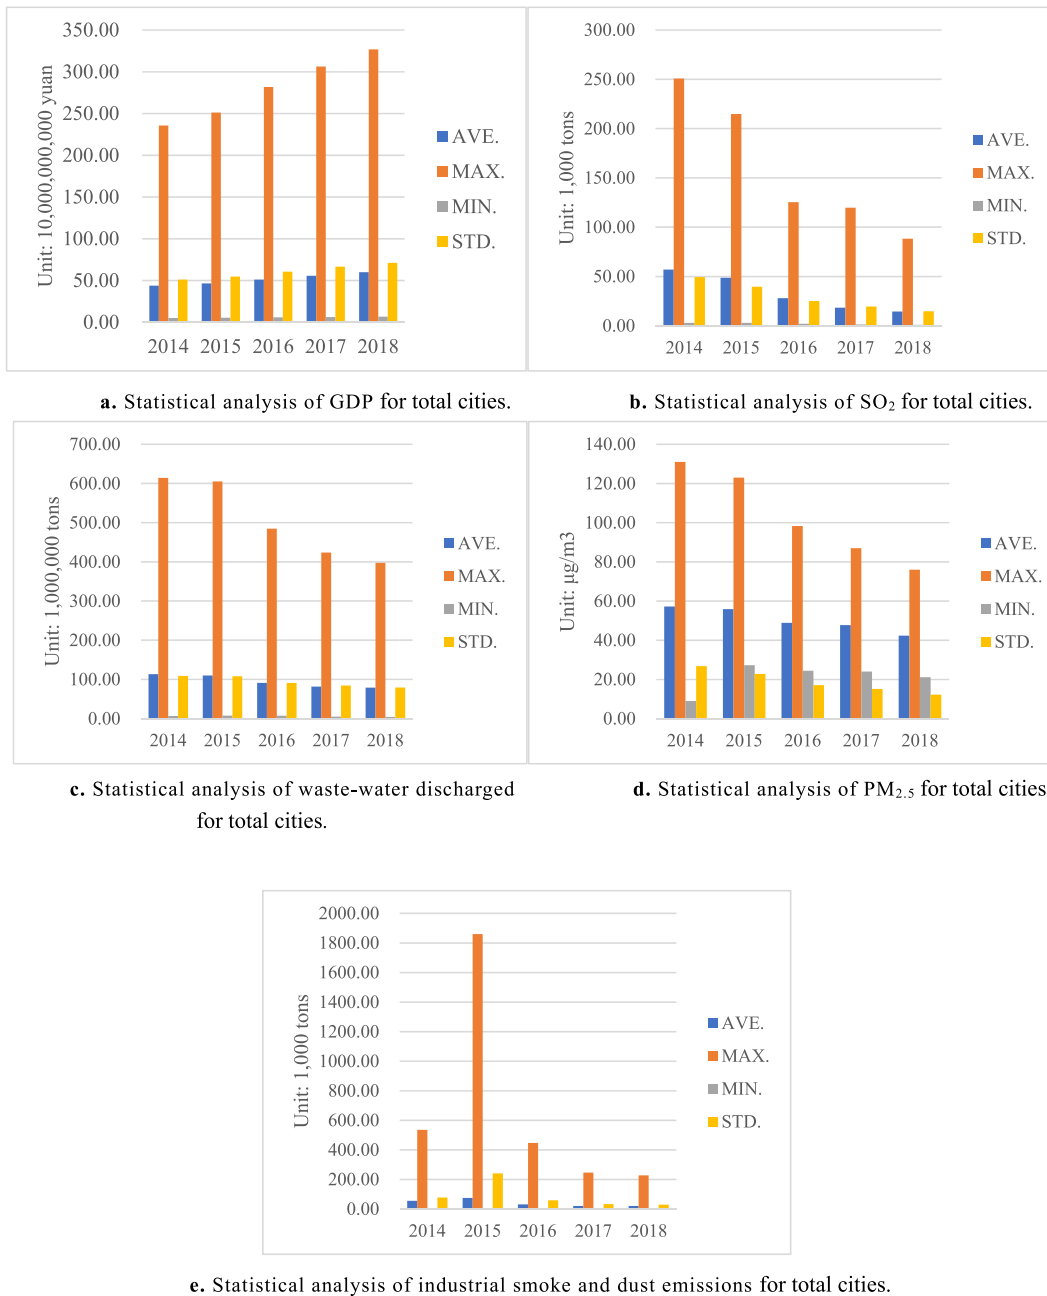 350.00
300.00
250.00
200.00
150.00
100.00
50.00
0.00
Unit: 10,000,000,000 yuan
2014 2015 2016 2017 2018
AVE.
MAX.
MIN.
STD.
300.00
250.00
200.00
150.00
100.00
50.00
0.00
Unit: 1,000 tons
2014 2015 2016 2017 2018
AVE.
MAX.
MIN.
STD.
a. Statistical analysis of GDP for total cities.
b. Statistical analysis of SO₂ for total cities.
700.00
600.00
500.00
400.00
300.00
200.00
100.00
0.00
Unit: 1,000,000 tons
2014 2015 2016 2017 2018
AVE.
MAX.
MIN.
STD.
140.00
120.00
100.00
80.00
60.00
40.00
20.00
0.00
Unit: μg/m3
2014 2015 2016 2017 2018
AVE.
MAX.
MIN.
STD.
c. Statistical analysis of waste-water discharged
for total cities.
d. Statistical analysis of PM₂.₅ for total cities
2000.00
1800.00
1600.00
1400.00
1200.00
1000.00
800.00
600.00
400.00
200.00
0.00
Unit: 1,000 tons
2014 2015 2016 2017 2018
AVE.
MAX.
MIN.
STD.
e. Statistical analysis of industrial smoke and dust emissions for total cities.